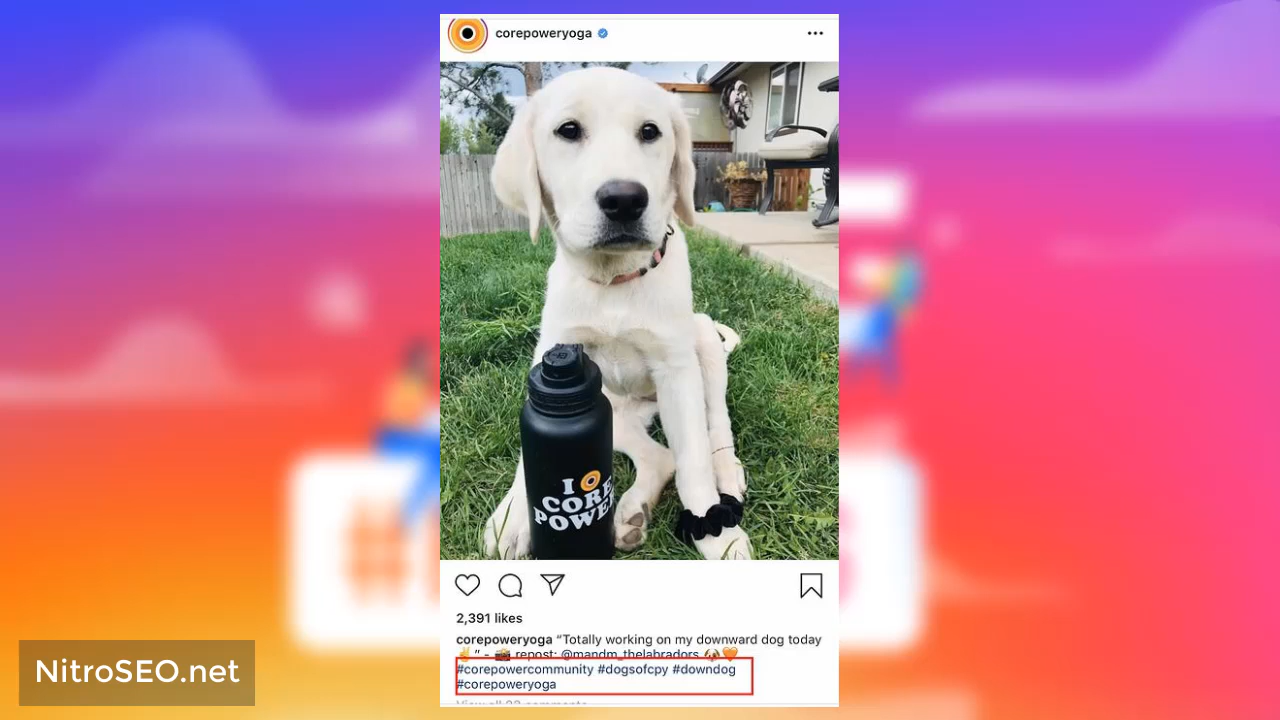 corepoweryoga
I
CORE
POWER
2,391 likes
corepoweryoga “Totally working on my downward dog today
✌️” - 📸 repost: @mandm_thelabradors 🐶🧡
#corepowercommunity #dogsofcpy #downdog
#corepoweryoga
NitroSEO.net